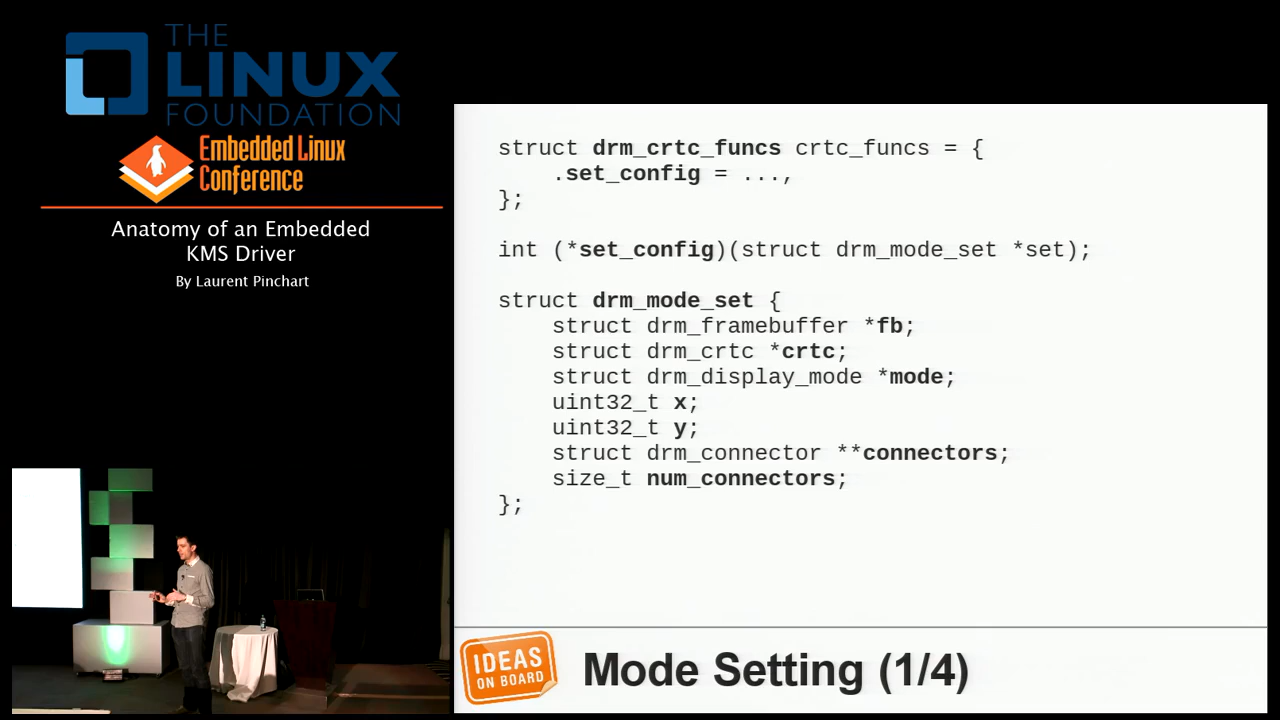 THE
LINUX
FOUNDATION
Embedded Linux
Conference
Anatomy of an Embedded
KMS Driver
By Laurent Pinchart
struct drm_crtc_funcs crtc_funcs = {
    .set_config = ...,
};
int (*set_config)(struct drm_mode_set *set);
struct drm_mode_set {
    struct drm_framebuffer *fb;
    struct drm_crtc *crtc;
    struct drm_display_mode *mode;
    uint32_t x;
    uint32_t y;
    struct drm_connector **connectors;
    size_t num_connectors;
};
IDEAS
ON BOARD
Mode Setting (1/4)